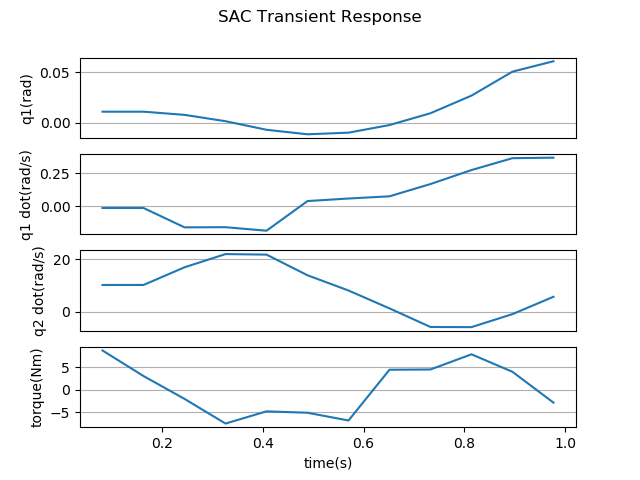 SAC Transient Response
q1(rad)
0.05
0.00
q1 dot(rad/s)
0.25
0.00
q2 dot(rad/s)
20
0
torque(Nm)
5
0
−5
0.2 0.4 0.6 0.8 1.0
time(s)